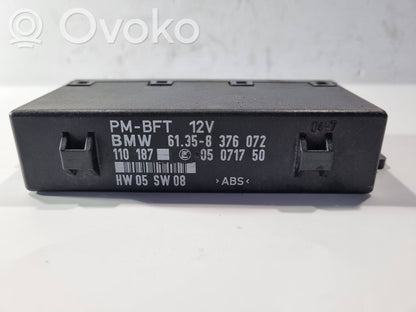 OVOKO
PM-BFT 12V
BMW 61.35-8 376 072
110 187 05 0717 50
HW 05 SW 08 >ABS<